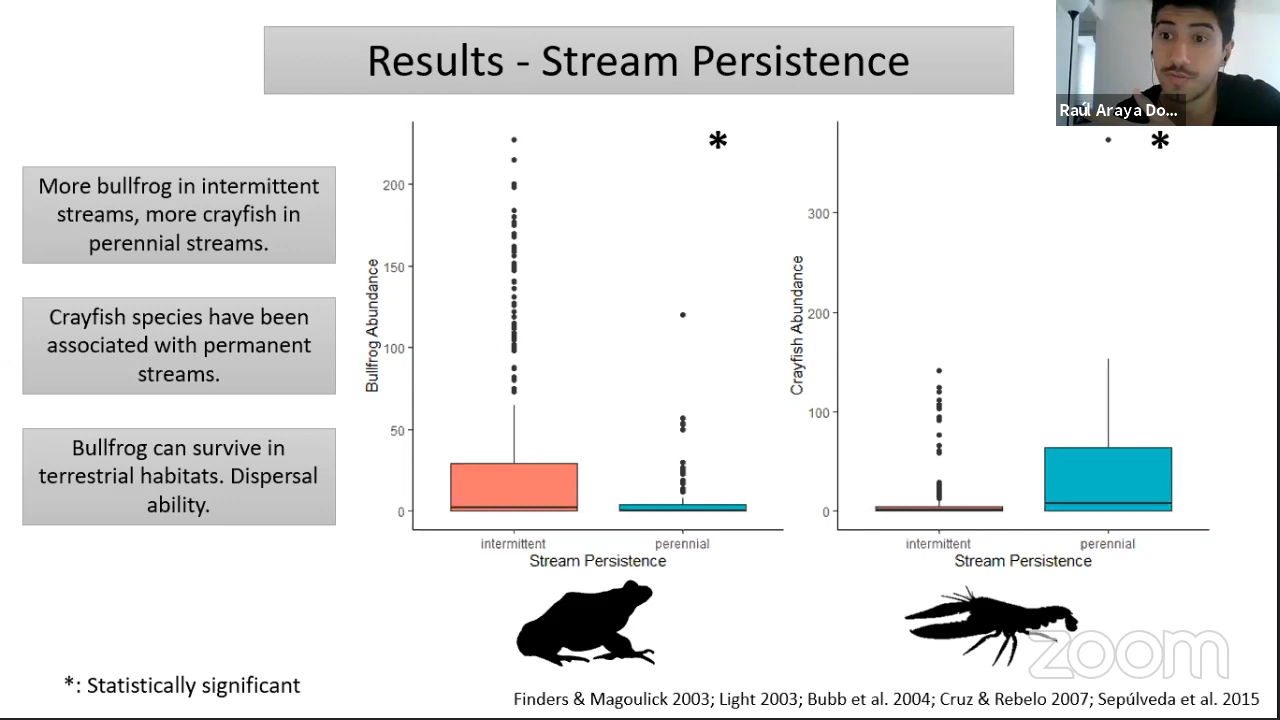 Results - Stream Persistence
Raúl Araya Do...
More bullfrog in intermittent
streams, more crayfish in
perennial streams.
Crayfish species have been
associated with permanent
streams.
Bullfrog can survive in
terrestrial habitats. Dispersal
ability.
*
Bullfrog Abundance
200
150
100
50
0
intermittent
perennial
Stream Persistence
*
Crayfish Abundance
300
200
100
0
intermittent
perennial
Stream Persistence
zoom
*: Statistically significant
Finders & Magoulick 2003; Light 2003; Bubb et al. 2004; Cruz & Rebelo 2007; Sepúlveda et al. 2015